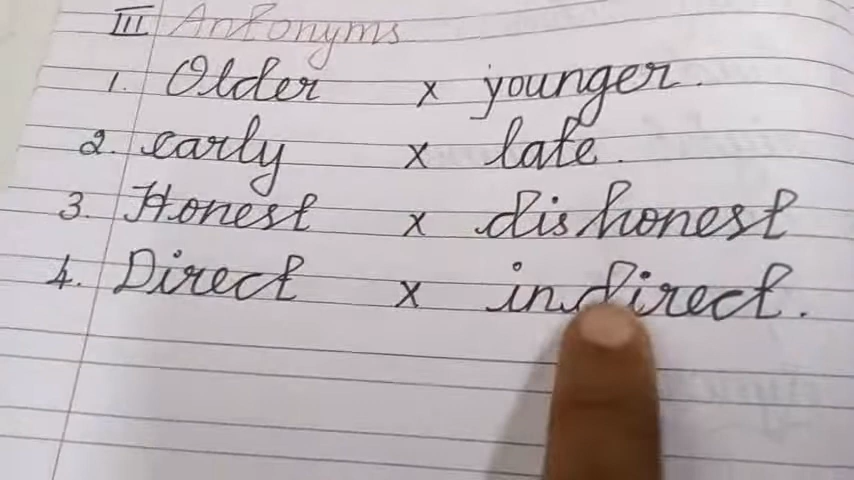 III Antonyms
1. Older x younger.
2. early x late.
3. Honest x dishonest
4. Direct x indirect.